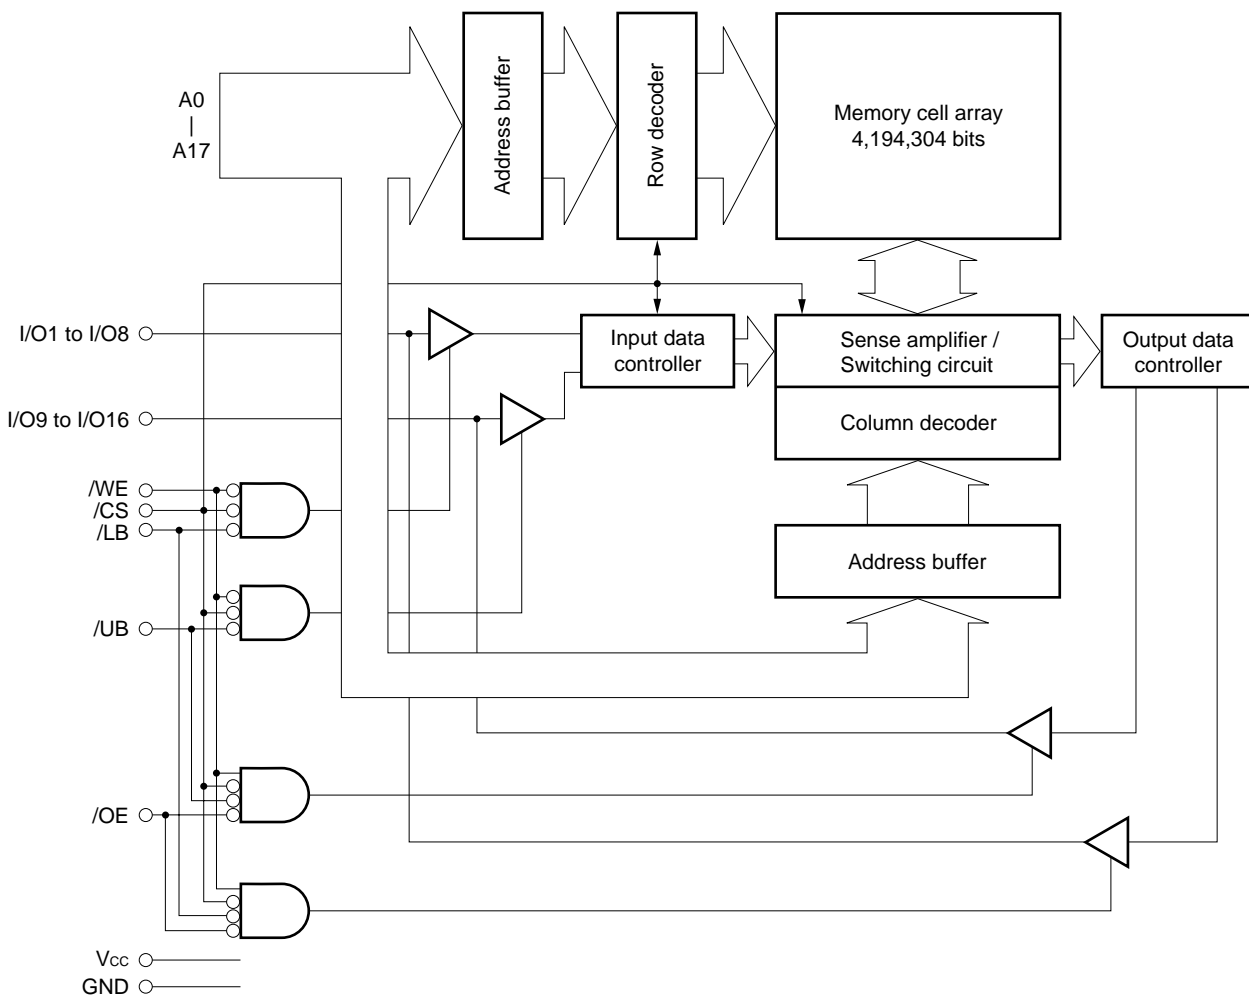 A0
|
A17
Address buffer
Row decoder
Memory cell array
4,194,304 bits
I/O1 to I/O8
Input data
controller
Sense amplifier /
Switching circuit
Output data
controller
I/O9 to I/O16
Column decoder
/WE
/CS
/LB
Address buffer
/UB
/OE
VCC
GND